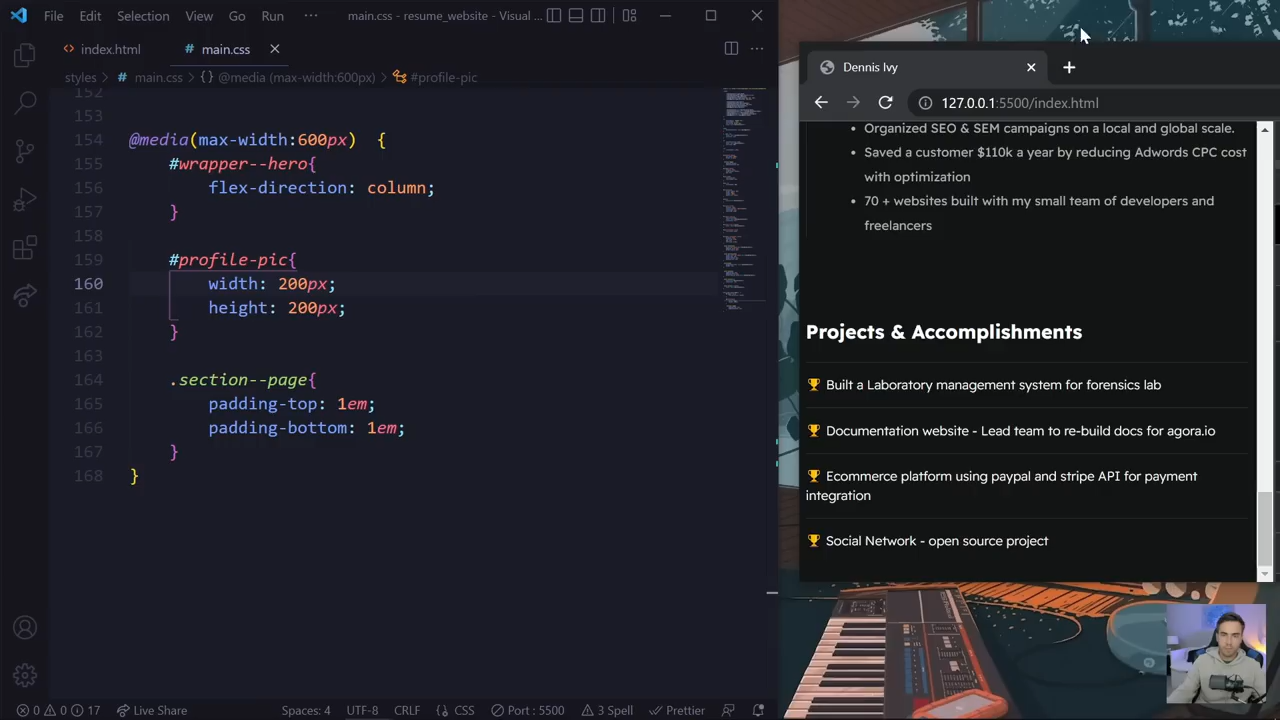 File Edit Selection View Go Run ··· main.css - resume_website - Visual ...
index.html main.css
styles > main.css > {} @media (max-width:600px) > #profile-pic
152
153
154 @media(max-width:600px) {
155 #wrapper--hero{
156 flex-direction: column;
157 }
158
159 #profile-pic{
160 width: 200px;
161 height: 200px;
162 }
163
164 .section--page{
165 padding-top: 1em;
166 padding-bottom: 1em;
167 }
168 }
0 0 Spaces: 4 UTF-8 CRLF CSS 3 Spell Prettier
Dennis Ivy
127.0.0.1:5500/index.html
Organized SEO & SEM campaigns on a local and global scale.
Saved a customer $110k a year by reducing Adwords CPC cost
with optimization
70 + websites built with my small team of developers and
freelancers
Projects & Accomplishments
🏆 Built a Laboratory management system for forensics lab
🏆 Documentation website - Lead team to re-build docs for agora.io
🏆 Ecommerce platform using paypal and stripe API for payment
integration
🏆 Social Network - open source project